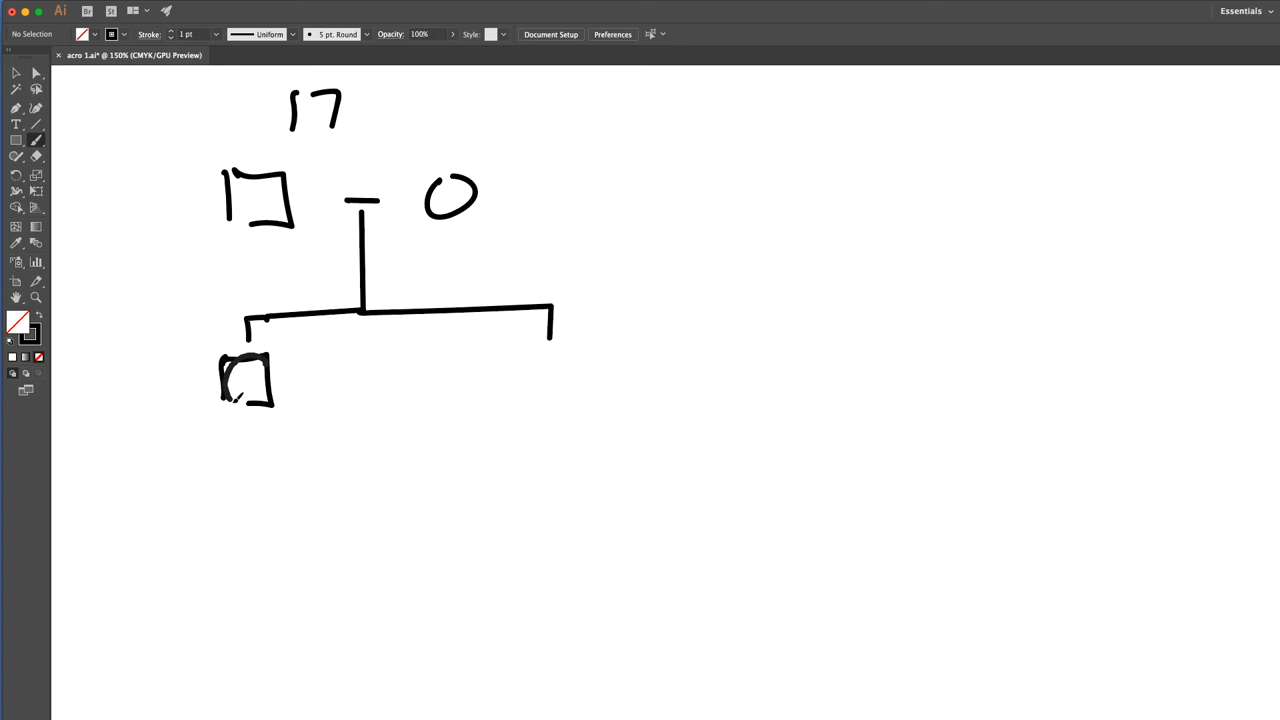 Ai Br St Essentials
No Selection Stroke: 1 pt Uniform 5 pt. Round Opacity: 100% Style: Document Setup Preferences
× acro 1.ai* @ 150% (CMYK/GPU Preview)
17